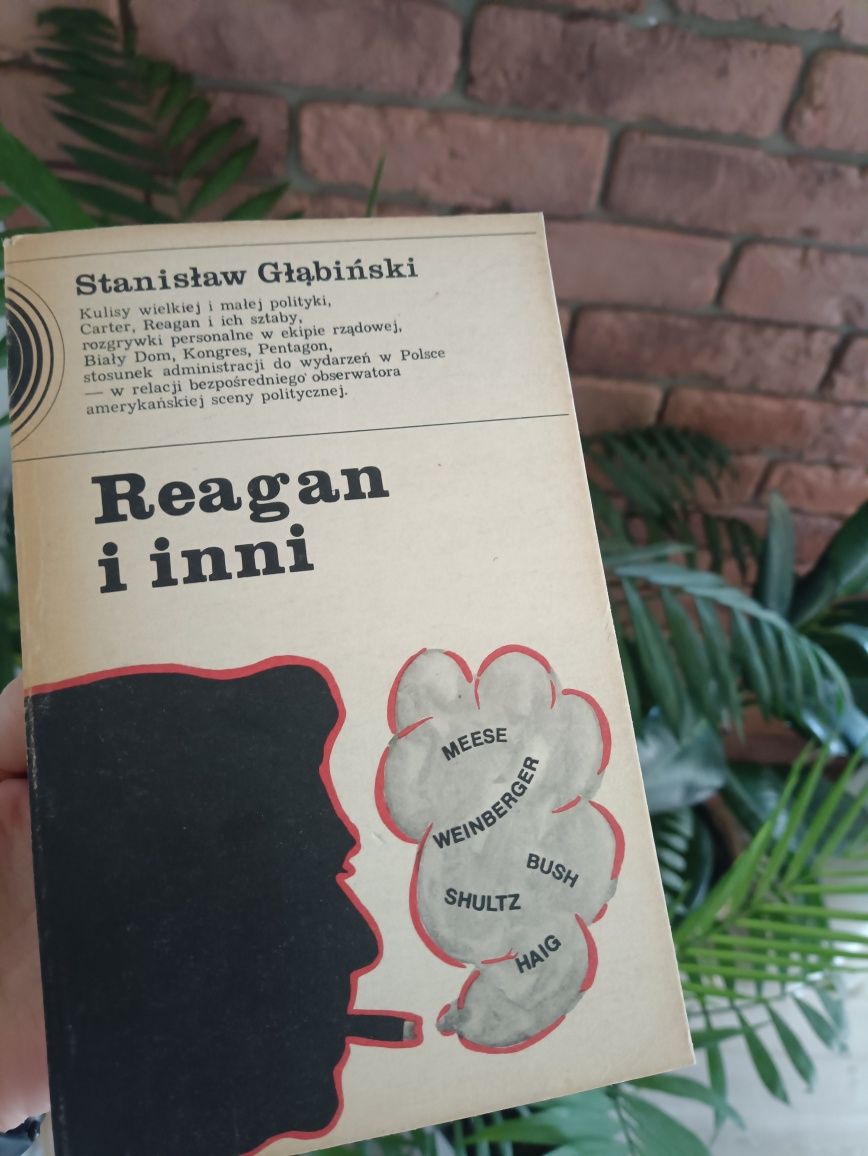 Stanisław Głąbiński
Kulisy wielkiej i małej polityki,
Carter, Reagan i ich sztaby,
rozgrywki personalne w ekipie rządowej,
Biały Dom, Kongres, Pentagon,
stosunek administracji do wydarzeń w Polsce
— w relacji bezpośredniego obserwatora
amerykańskiej sceny politycznej.
Reagan
i inni
MEESE
WEINBERGER
BUSH
SHULTZ
HAIG